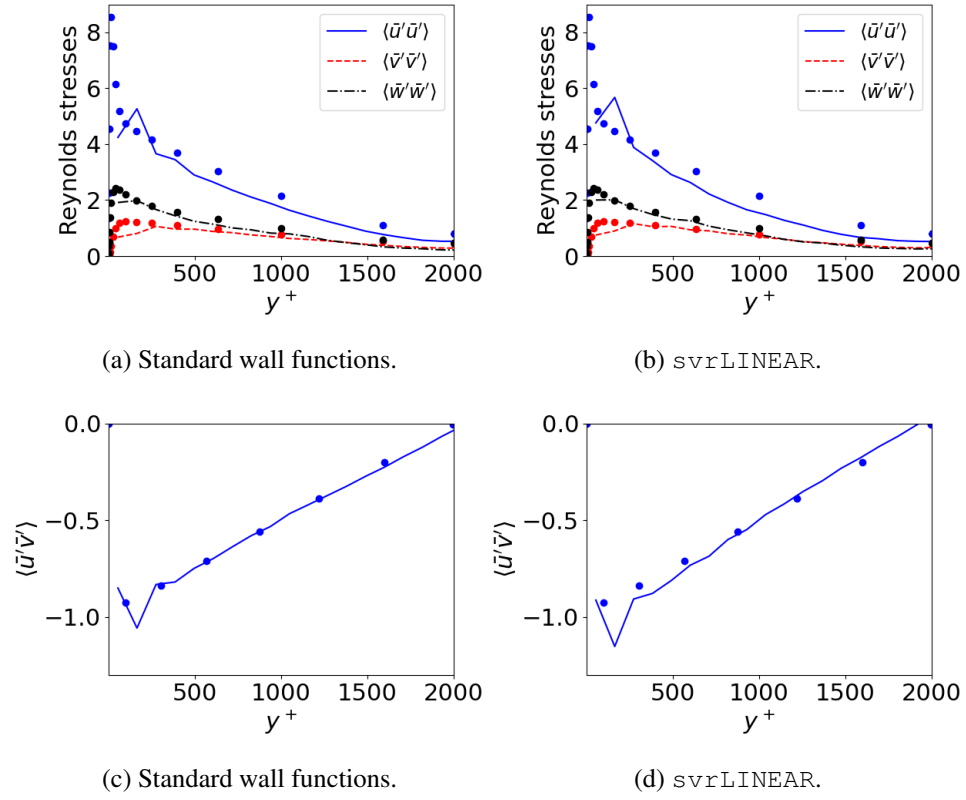 Reynolds stresses
8
6
4
2
0
⟨ū′ū′⟩
⟨v̄′v̄′⟩
⟨w̄′w̄′⟩
500 1000 1500 2000
y⁺
(a) Standard wall functions.
Reynolds stresses
8
6
4
2
0
⟨ū′ū′⟩
⟨v̄′v̄′⟩
⟨w̄′w̄′⟩
500 1000 1500 2000
y⁺
(b) svrLINEAR.
⟨ū′v̄′⟩
0.0
−0.5
−1.0
500 1000 1500 2000
y⁺
(c) Standard wall functions.
⟨ū′v̄′⟩
0.0
−0.5
−1.0
500 1000 1500 2000
y⁺
(d) svrLINEAR.